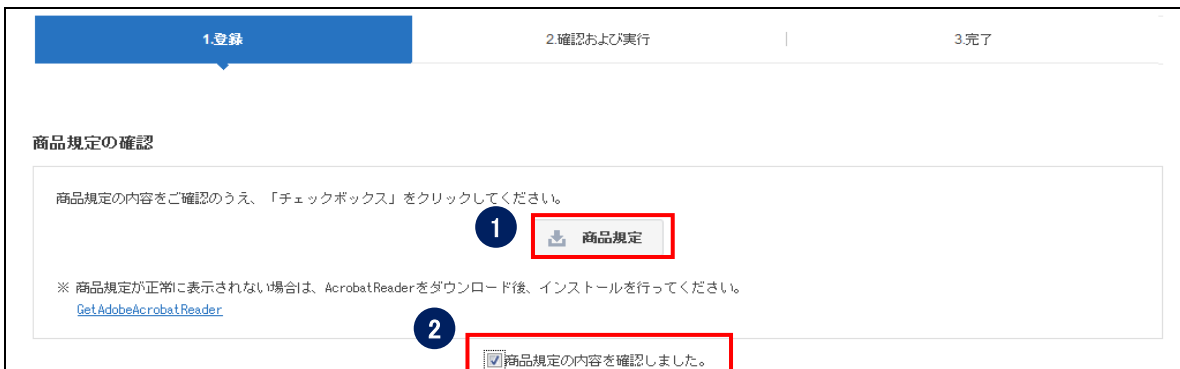 1.登録 2.確認および実行 3.完了
商品規定の確認
商品規定の内容をご確認のうえ、「チェックボックス」をクリックしてください。
1 商品規定
※ 商品規定が正常に表示されない場合は、AcrobatReaderをダウンロード後、インストールを行ってください。
GetAdobeAcrobatReader
2
商品規定の内容を確認しました。